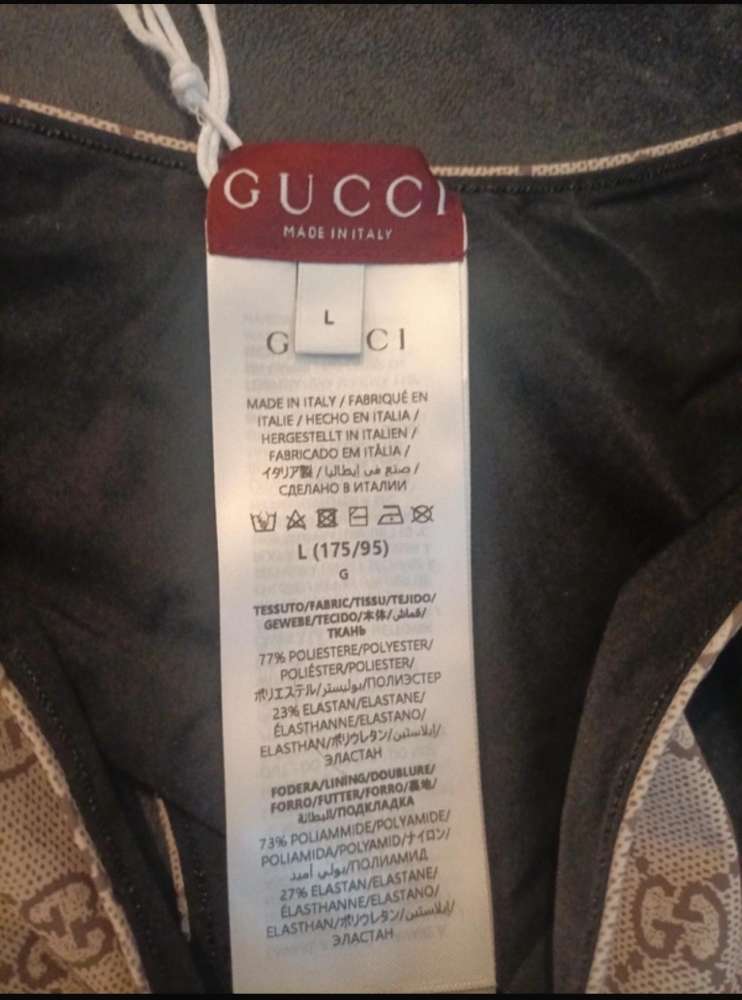 GUCCI
MADE IN ITALY
L
G CI
MADE IN ITALY / FABRIQUÉ EN
ITALIE / HECHO EN ITALIA /
HERGESTELLT IN ITALIEN /
FABRICADO EM ITÁLIA /
イタリア製 / صنع في ايطاليا /
СДЕЛАНО В ИТАЛИИ
L (175/95)
G
TESSUTO/FABRIC/TISSU/TEJIDO/
GEWEBE/TECIDO/本体/قماش/
ТКАНЬ
77% POLIESTERE/POLYESTER/
POLIÉSTER/POLIESTER/
ポリエステル/بوليستر/ПОЛИЭСТЕР
23% ELASTAN/ELASTANE/
ÉLASTHANNE/ELASTANO/
ELASTHAN/ポリウレタン/إيلاستين/
ЭЛАСТАН
FODERA/LINING/DOUBLURE/
FORRO/FUTTER/FORRO/裏地/
البطانة/ПОДКЛАДКА
73% POLIAMMIDE/POLYAMIDE/
POLIAMIDA/POLYAMID/ナイロン/
بولي أميد/ПОЛИАМИД
27% ELASTAN/ELASTANE/
ÉLASTHANNE/ELASTANO/
ELASTHAN/ポリウレタン/إيلاستين/
ЭЛАСТАН